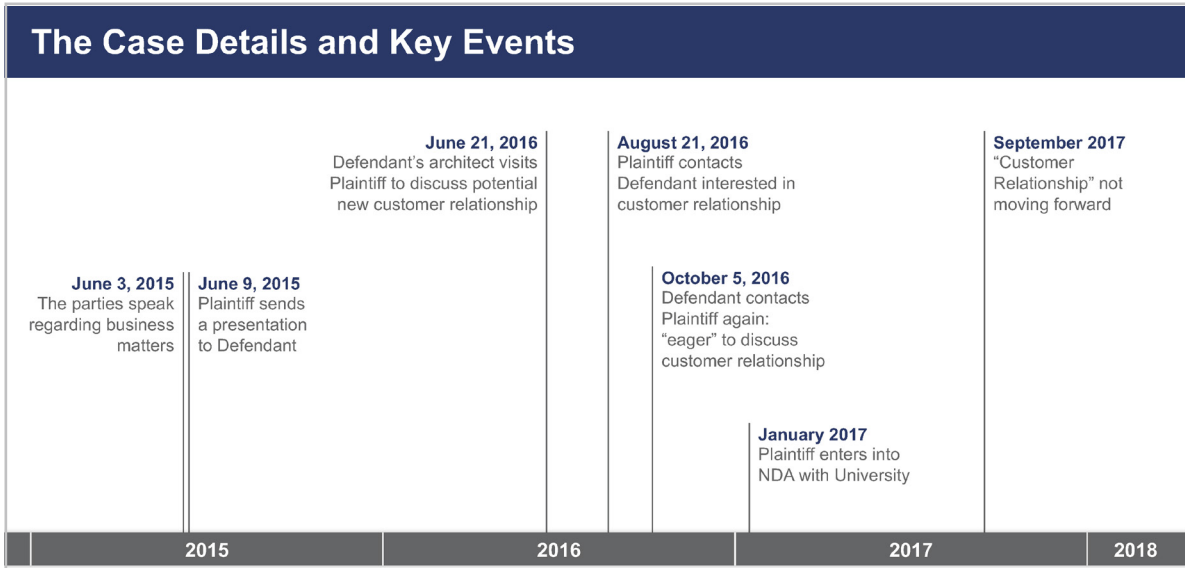 The Case Details and Key Events
June 21, 2016
Defendant’s architect visits
Plaintiff to discuss potential
new customer relationship
August 21, 2016
Plaintiff contacts
Defendant interested in
customer relationship
September 2017
“Customer
Relationship” not
moving forward
June 3, 2015
The parties speak
regarding business
matters
June 9, 2015
Plaintiff sends
a presentation
to Defendant
October 5, 2016
Defendant contacts
Plaintiff again:
“eager” to discuss
customer relationship
January 2017
Plaintiff enters into
NDA with University
2015
2016
2017
2018